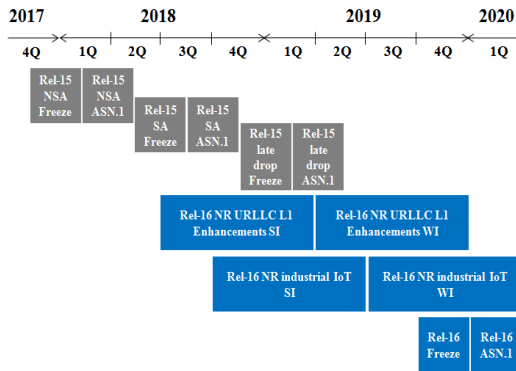 2017 2018 2019 2020
4Q 1Q 2Q 3Q 4Q 1Q 2Q 3Q 4Q 1Q
Rel-15
NSA
Freeze
Rel-15
NSA
ASN.1
Rel-15
SA
Freeze
Rel-15
SA
ASN.1
Rel-15
late
drop
Freeze
Rel-15
late
drop
ASN.1
Rel-16 NR URLLC L1
Enhancements SI
Rel-16 NR URLLC L1
Enhancements WI
Rel-16 NR industrial IoT
SI
Rel-16 NR industrial IoT
WI
Rel-16
Freeze
Rel-16
ASN.1